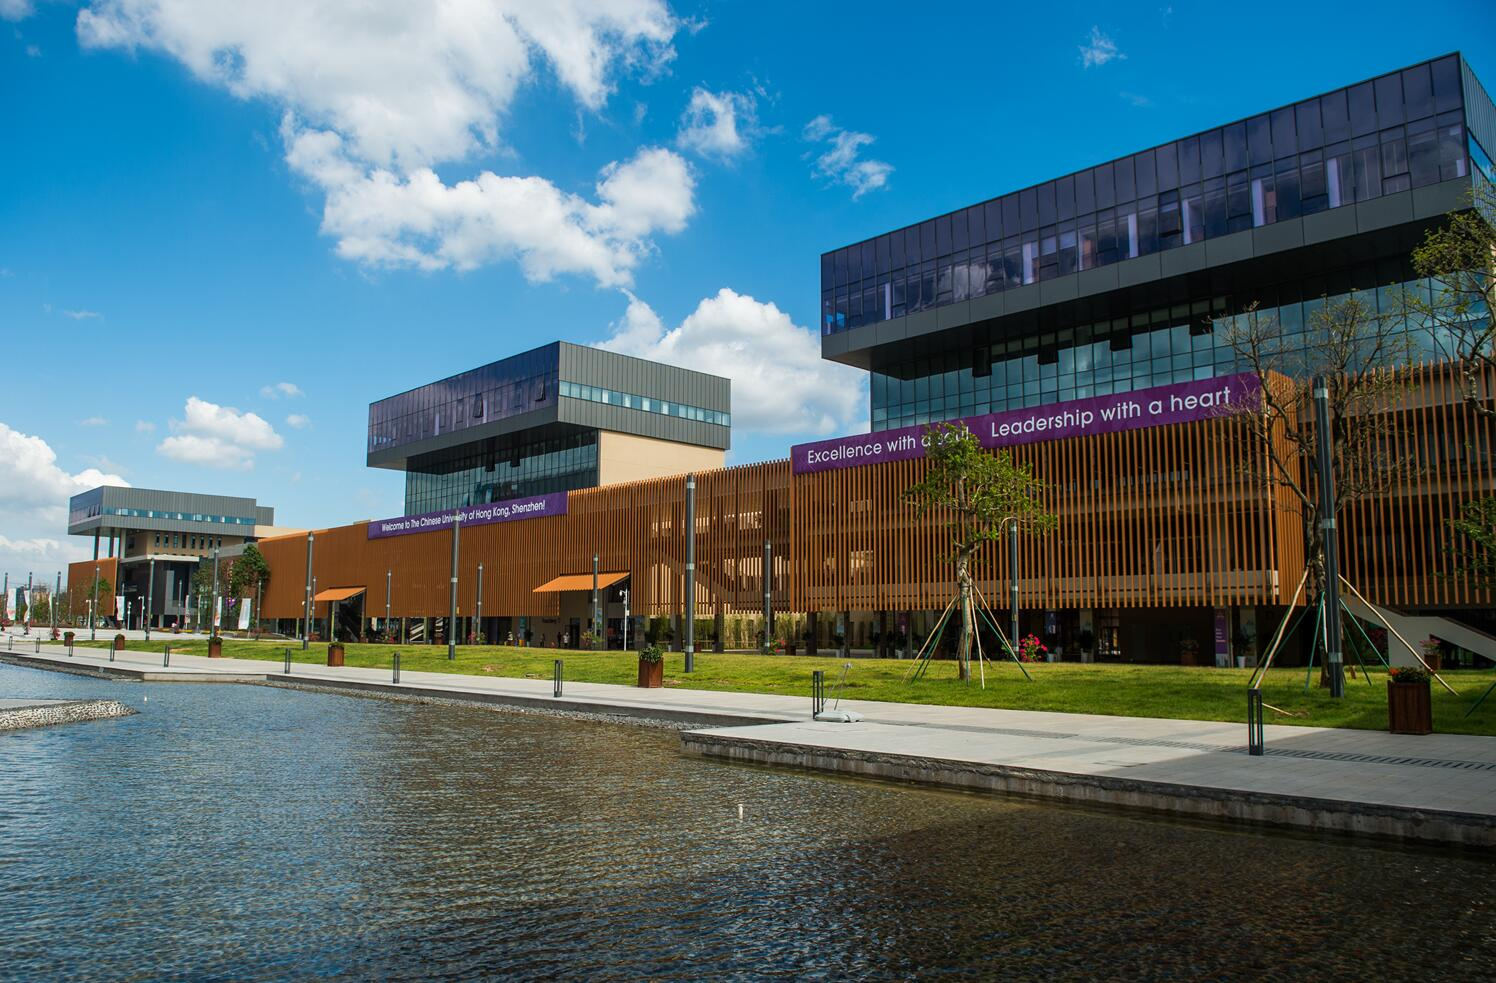 Welcome to The Chinese University of Hong Kong, Shenzhen!
Excellence with a Leadership with a heart